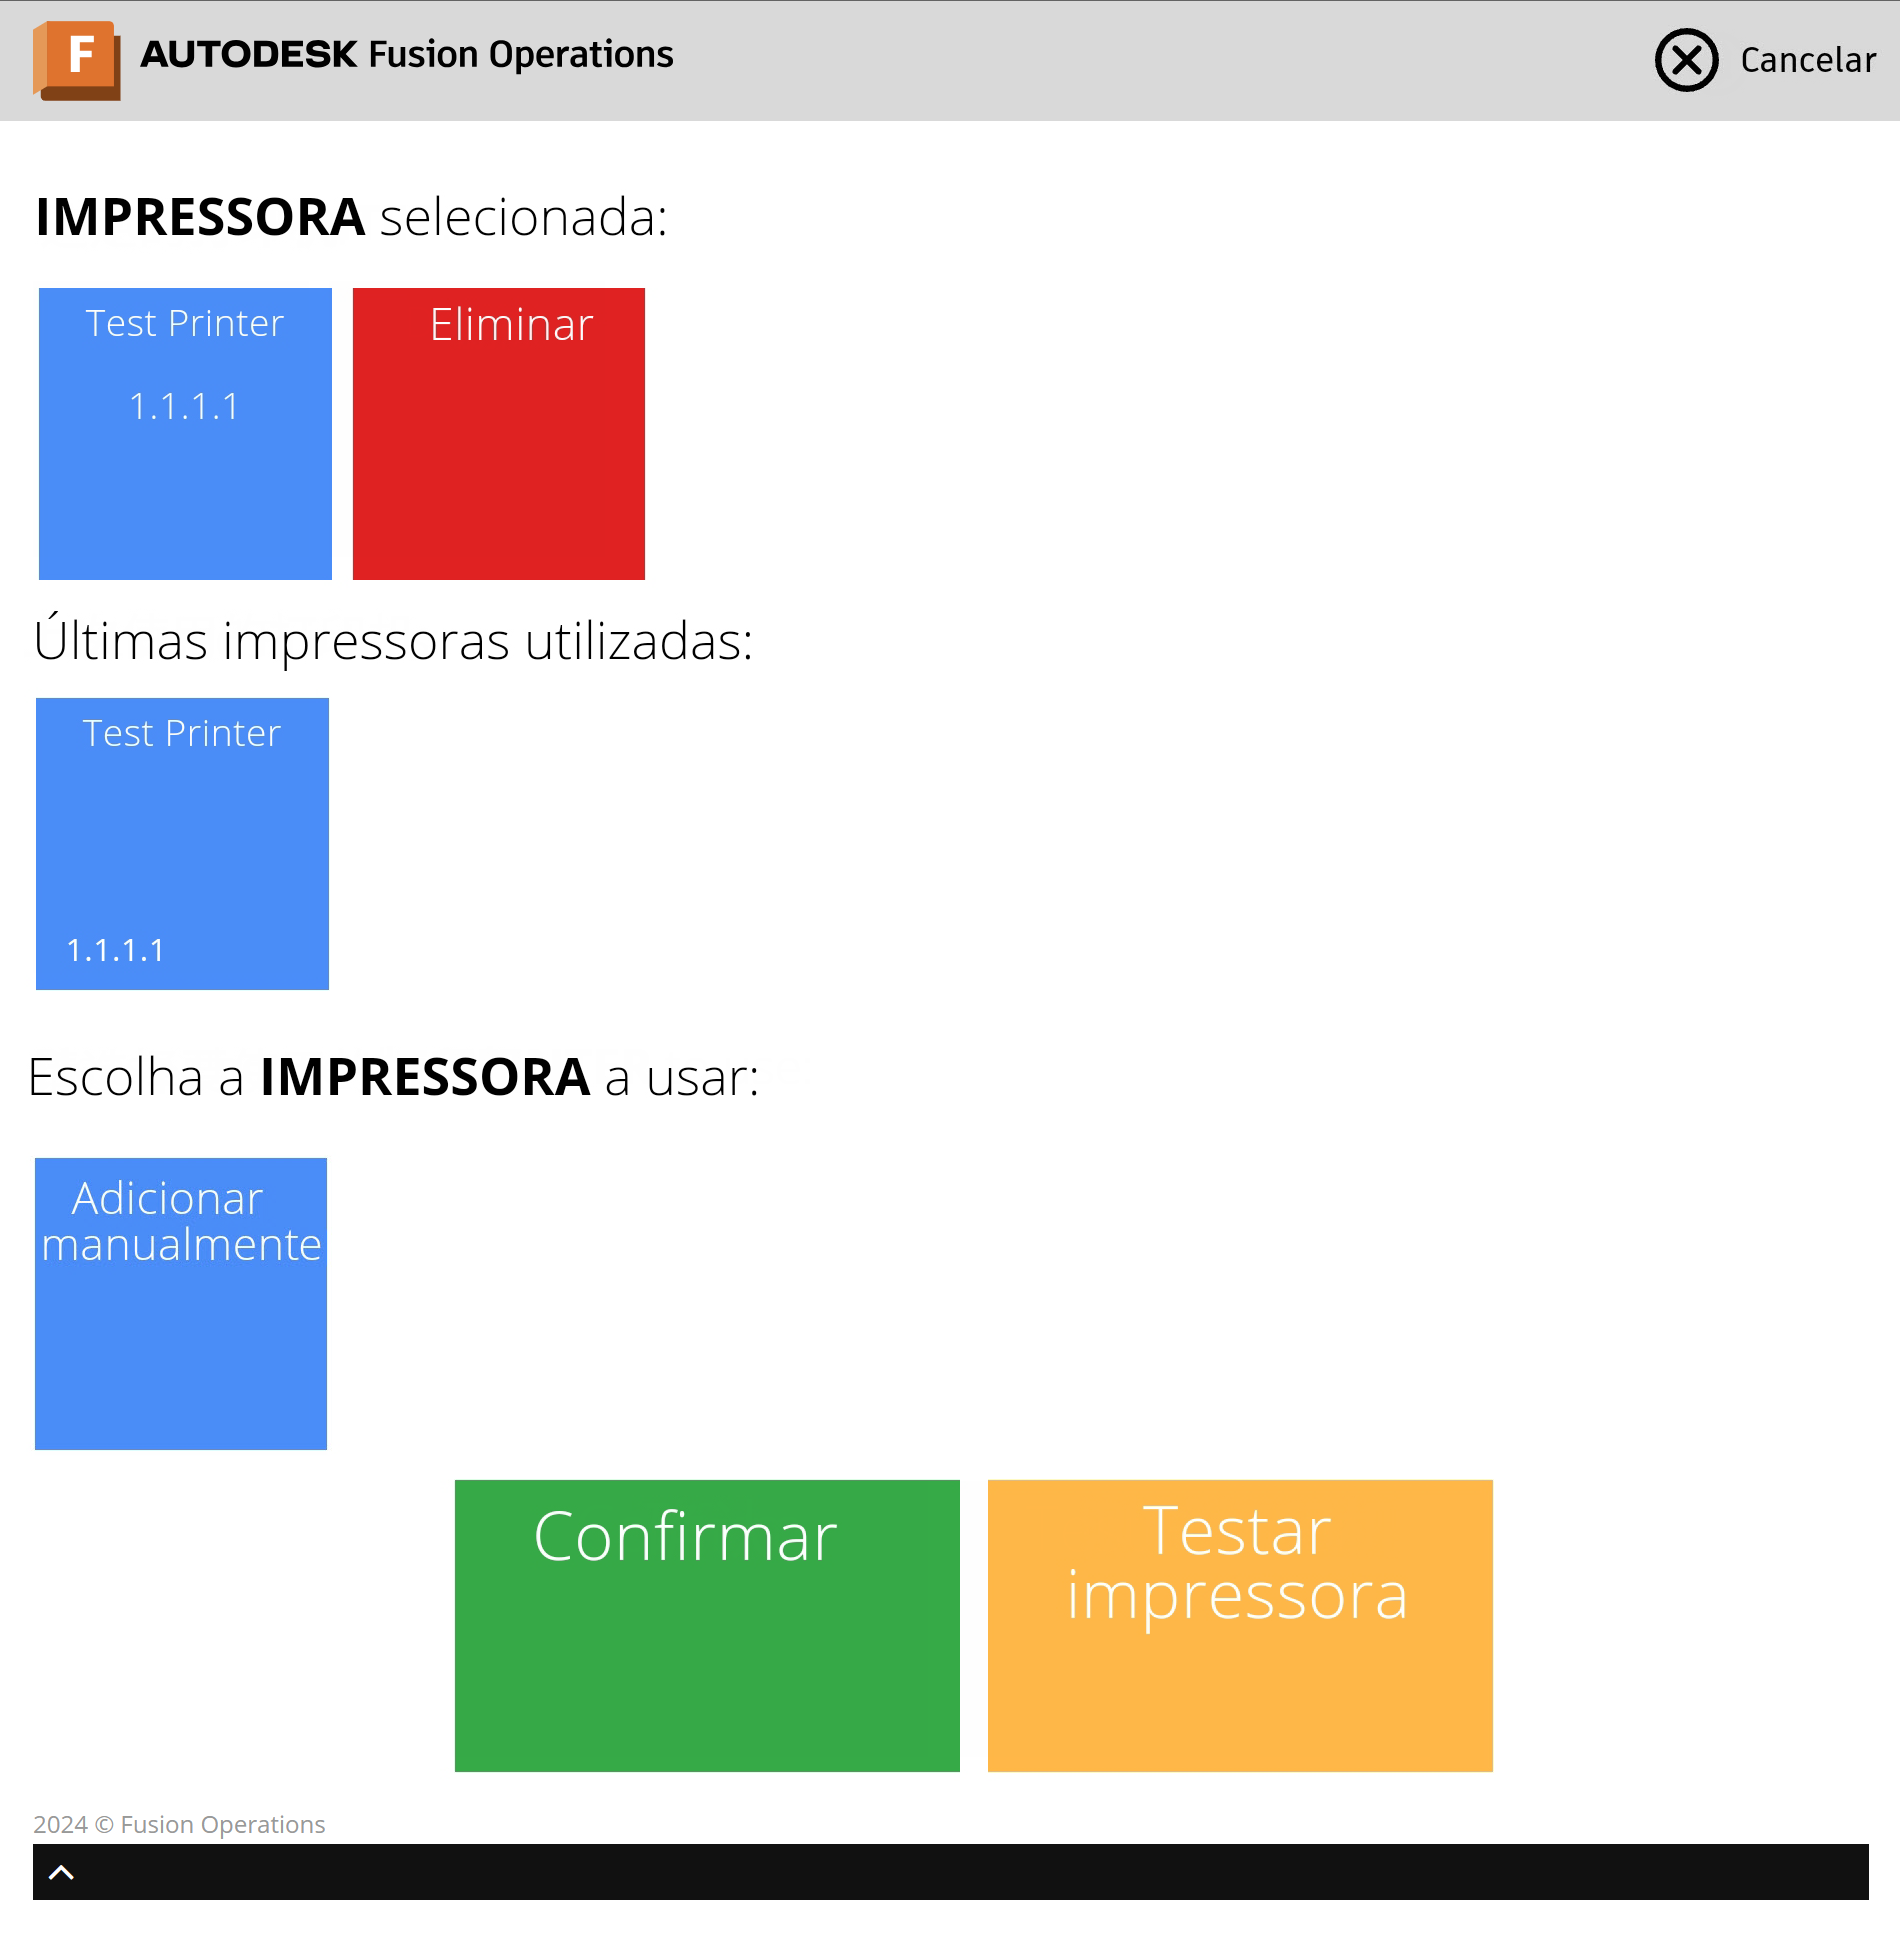 F AUTODESK Fusion Operations
Cancelar
IMPRESSORA selecionada:
Test Printer
1.1.1.1
Eliminar
Últimas impressoras utilizadas:
Test Printer
1.1.1.1
Escolha a IMPRESSORA a usar:
Adicionar
manualmente
Confirmar
Testar
impressora
2024 © Fusion Operations